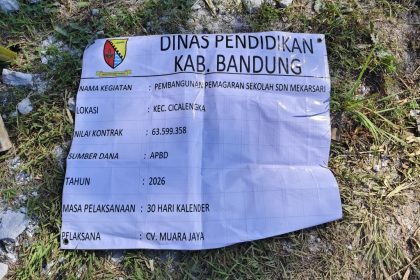 DINAS PENDIDIKAN
KAB. BANDUNG
NAMA KEGIATAN : PEMBANGUNAN PEMAGARAN SEKOLAH SDN MEKARSARI
LOKASI : KEC. CICALENGKA
NILAI KONTRAK : 63.599.358
SUMBER DANA : APBD
TAHUN : 2026
MASA PELAKSANAAN : 30 HARI KALENDER
PELAKSANA : CV. MUARA JAYA